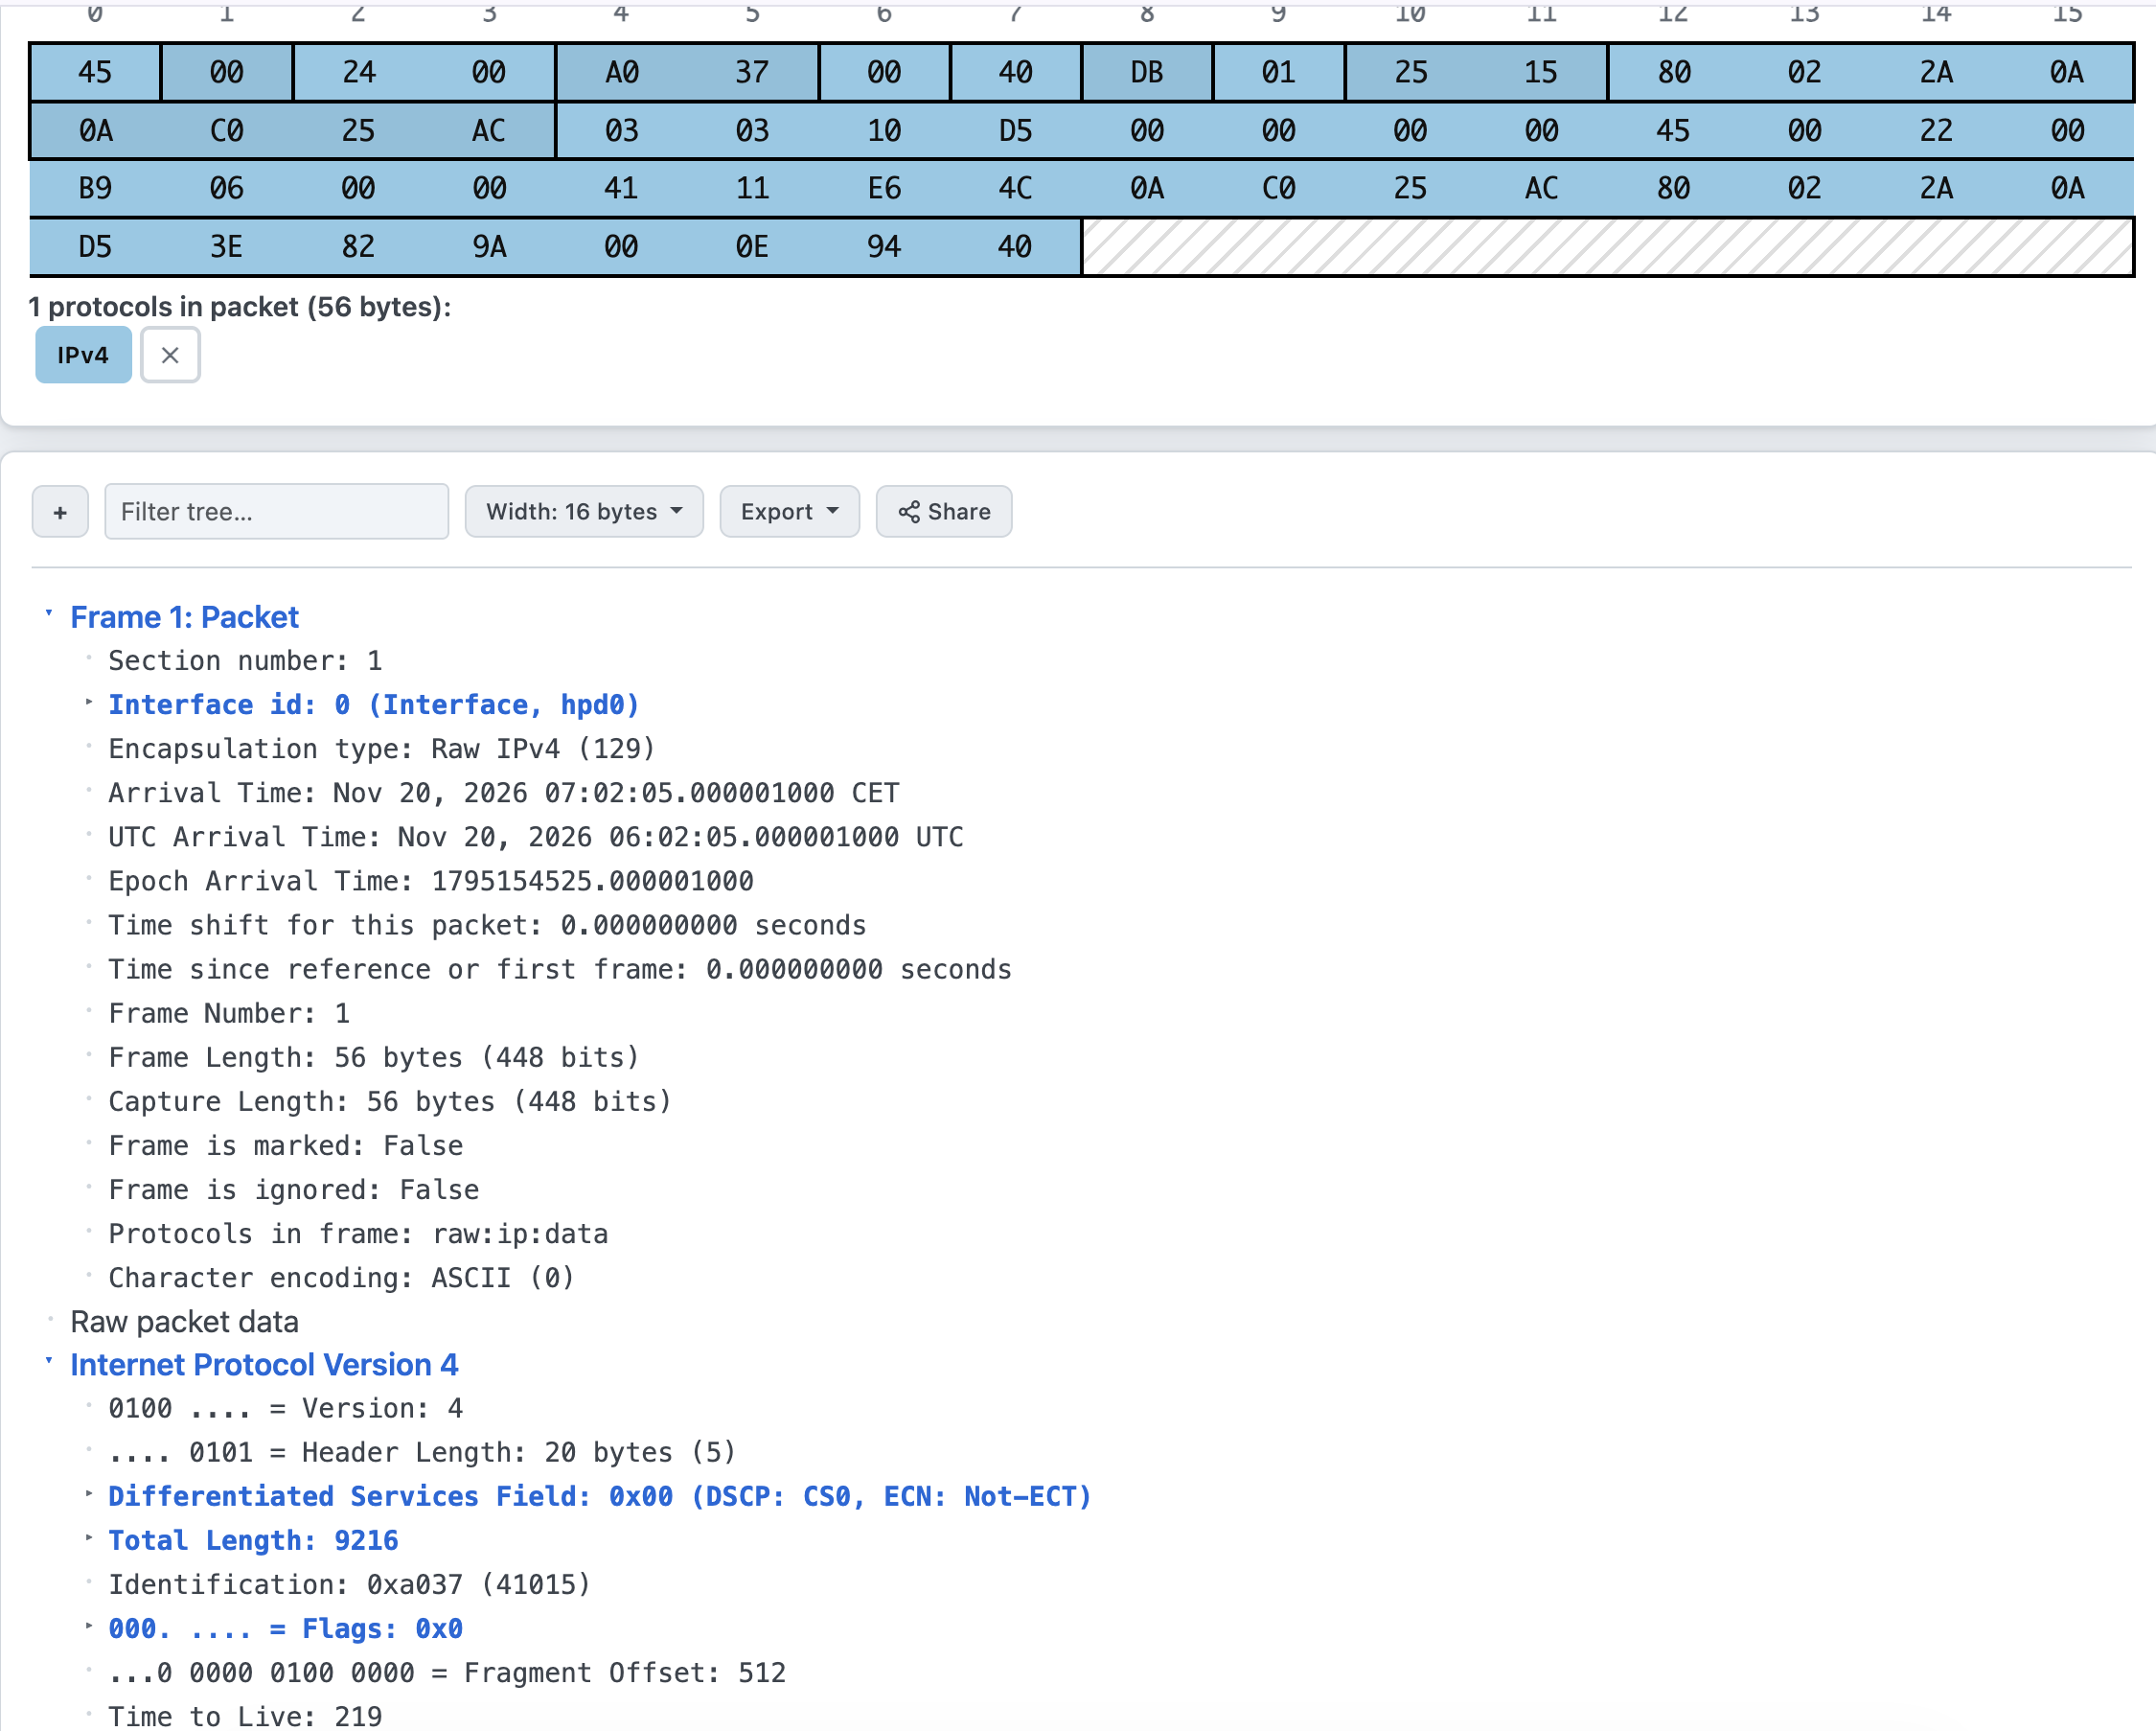 0 1 2 3 4 5 6 7 8 9 10 11 12 13 14 15
45 00 24 00 A0 37 00 40 DB 01 25 15 80 02 2A 0A
0A C0 25 AC 03 03 10 D5 00 00 00 00 45 00 22 00
B9 06 00 00 41 11 E6 4C 0A C0 25 AC 80 02 2A 0A
D5 3E 82 9A 00 0E 94 40
1 protocols in packet (56 bytes):
IPv4 ×
+ Filter tree... Width: 16 bytes Export Share
Frame 1: Packet
Section number: 1
Interface id: 0 (Interface, hpd0)
Encapsulation type: Raw IPv4 (129)
Arrival Time: Nov 20, 2026 07:02:05.000001000 CET
UTC Arrival Time: Nov 20, 2026 06:02:05.000001000 UTC
Epoch Arrival Time: 1795154525.000001000
Time shift for this packet: 0.000000000 seconds
Time since reference or first frame: 0.000000000 seconds
Frame Number: 1
Frame Length: 56 bytes (448 bits)
Capture Length: 56 bytes (448 bits)
Frame is marked: False
Frame is ignored: False
Protocols in frame: raw:ip:data
Character encoding: ASCII (0)
Raw packet data
Internet Protocol Version 4
0100 .... = Version: 4
.... 0101 = Header Length: 20 bytes (5)
Differentiated Services Field: 0x00 (DSCP: CS0, ECN: Not-ECT)
Total Length: 9216
Identification: 0xa037 (41015)
000. .... = Flags: 0x0
...0 0000 0100 0000 = Fragment Offset: 512
Time to Live: 219